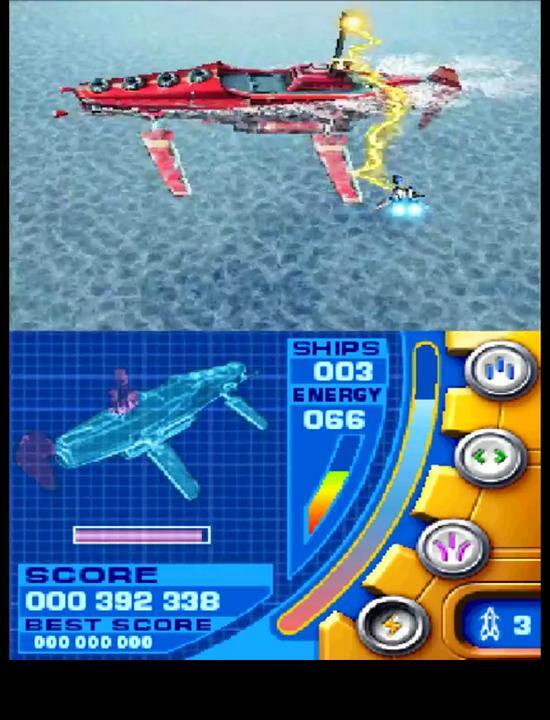 SHIPS
003
ENERGY
066
SCORE
000 392 338
BEST SCORE
000 000 000
3